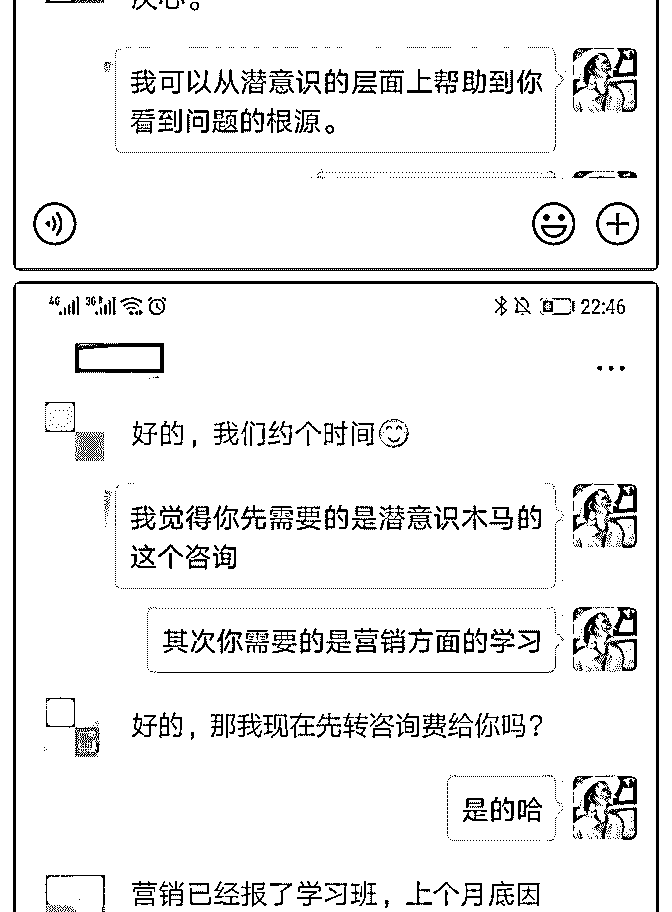 决心。
我可以从潜意识的层面上帮助到你
看到问题的根源。
4G 3G 22:46
好的，我们约个时间
我觉得你先需要的是潜意识木马的
这个咨询
其次你需要的是营销方面的学习
好的，那我现在先转咨询费给你吗？
是的哈
营销已经报了学习班，上个月底因